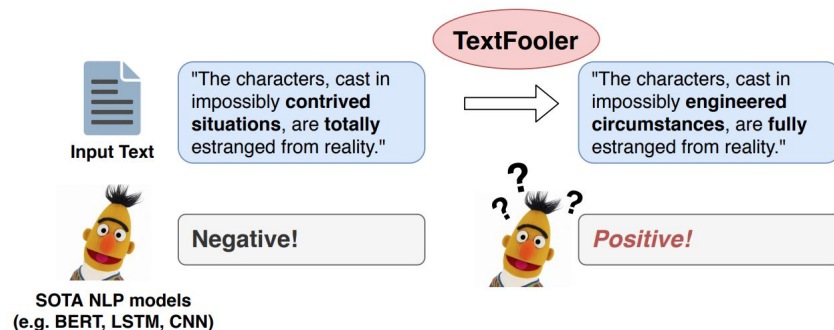 TextFooler
"The characters, cast in
impossibly contrived
situations, are totally
estranged from reality."
"The characters, cast in
impossibly engineered
circumstances, are fully
estranged from reality."
Input Text
? ? ?
Negative!
Positive!
SOTA NLP models
(e.g. BERT, LSTM, CNN)